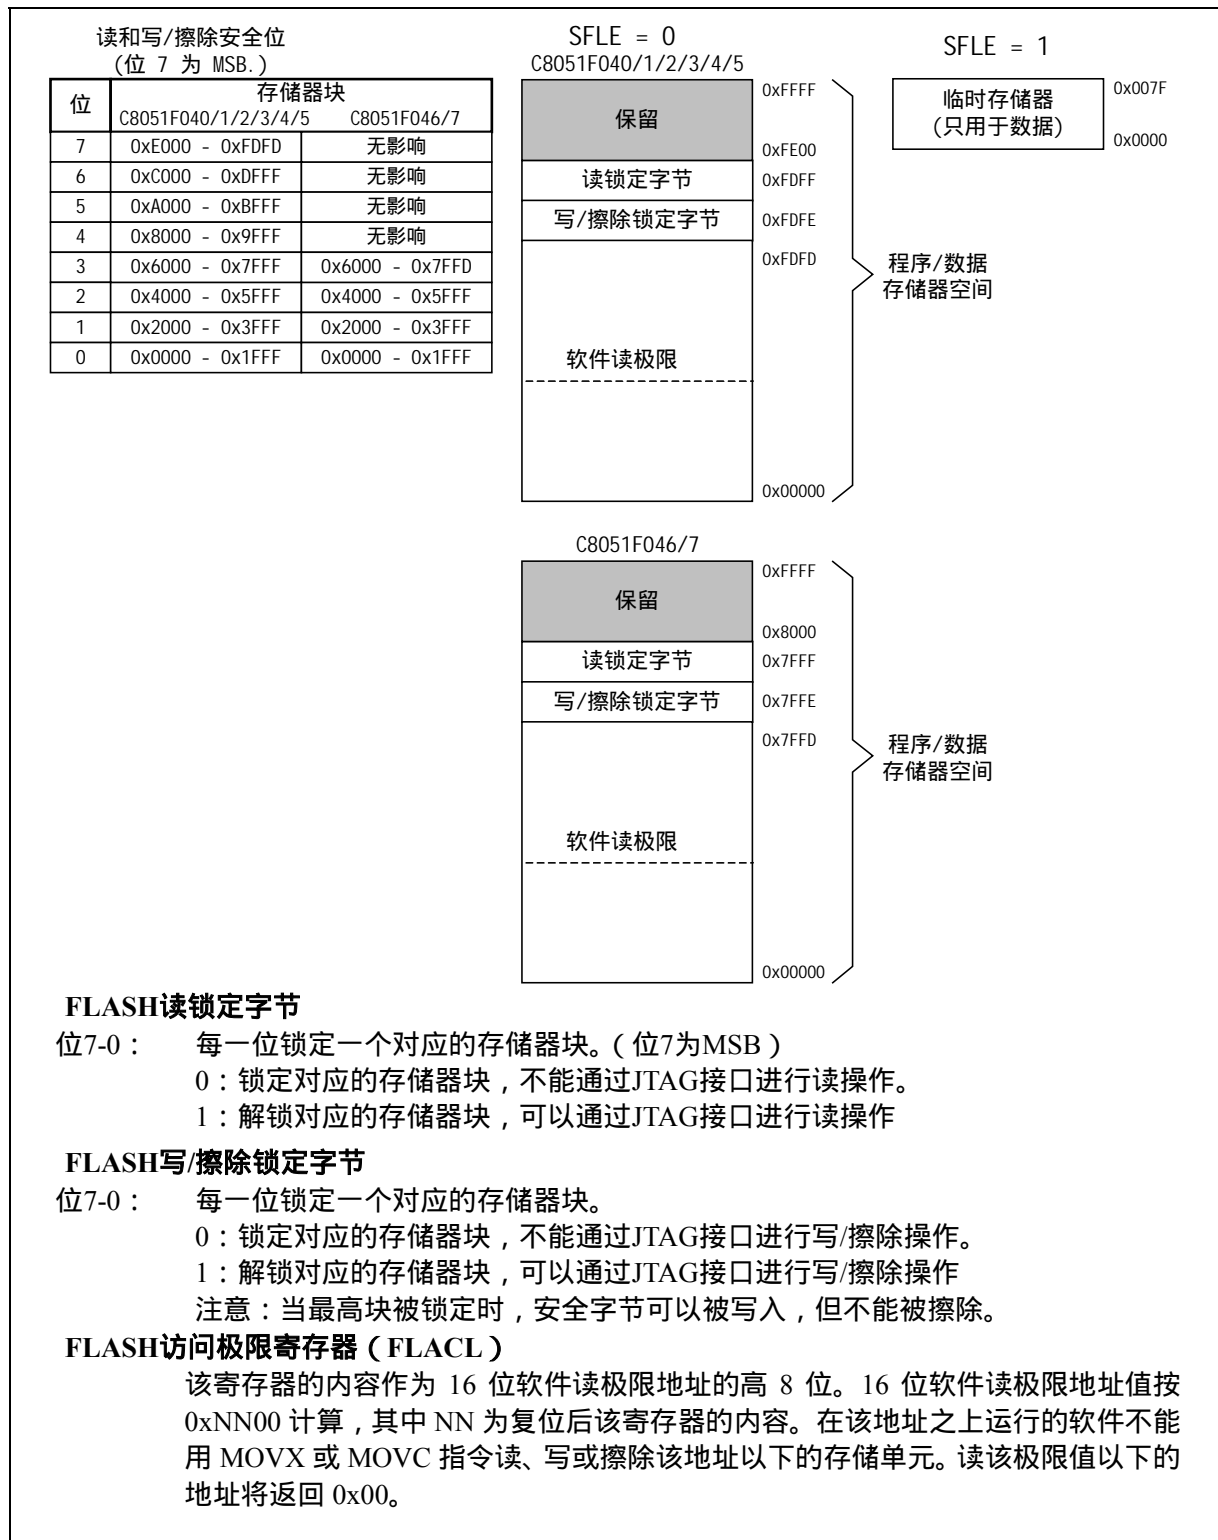 读和写/擦除安全位
(位 7 为 MSB.)
位 存储器块
C8051F040/1/2/3/4/5 C8051F046/7
7 0xE000 - 0xFDFD 无影响
6 0xC000 - 0xDFFF 无影响
5 0xA000 - 0xBFFF 无影响
4 0x8000 - 0x9FFF 无影响
3 0x6000 - 0x7FFF 0x6000 - 0x7FFD
2 0x4000 - 0x5FFF 0x4000 - 0x5FFF
1 0x2000 - 0x3FFF 0x2000 - 0x3FFF
0 0x0000 - 0x1FFF 0x0000 - 0x1FFF
SFLE = 0
C8051F040/1/2/3/4/5
0xFFFF
保留
0xFE00
读锁定字节 0xFDFF
写/擦除锁定字节 0xFDFE
0xFDFD
程序/数据
存储器空间
软件读极限
0x00000
SFLE = 1
临时存储器
(只用于数据)
0x007F
0x0000
C8051F046/7
0xFFFF
保留
0x8000
读锁定字节 0x7FFF
写/擦除锁定字节 0x7FFE
0x7FFD
程序/数据
存储器空间
软件读极限
0x00000
FLASH读锁定字节
位7-0： 每一位锁定一个对应的存储器块。（位7为MSB）
0：锁定对应的存储器块，不能通过JTAG接口进行读操作。
1：解锁对应的存储器块，可以通过JTAG接口进行读操作
FLASH写/擦除锁定字节
位7-0： 每一位锁定一个对应的存储器块。
0：锁定对应的存储器块，不能通过JTAG接口进行写/擦除操作。
1：解锁对应的存储器块，可以通过JTAG接口进行写/擦除操作
注意：当最高块被锁定时，安全字节可以被写入，但不能被擦除。
FLASH访问极限寄存器（FLACL）
该寄存器的内容作为 16 位软件读极限地址的高 8 位。16 位软件读极限地址值按
0xNN00 计算，其中 NN 为复位后该寄存器的内容。在该地址之上运行的软件不能
用 MOVX 或 MOVC 指令读、写或擦除该地址以下的存储单元。读该极限值以下的
地址将返回 0x00。